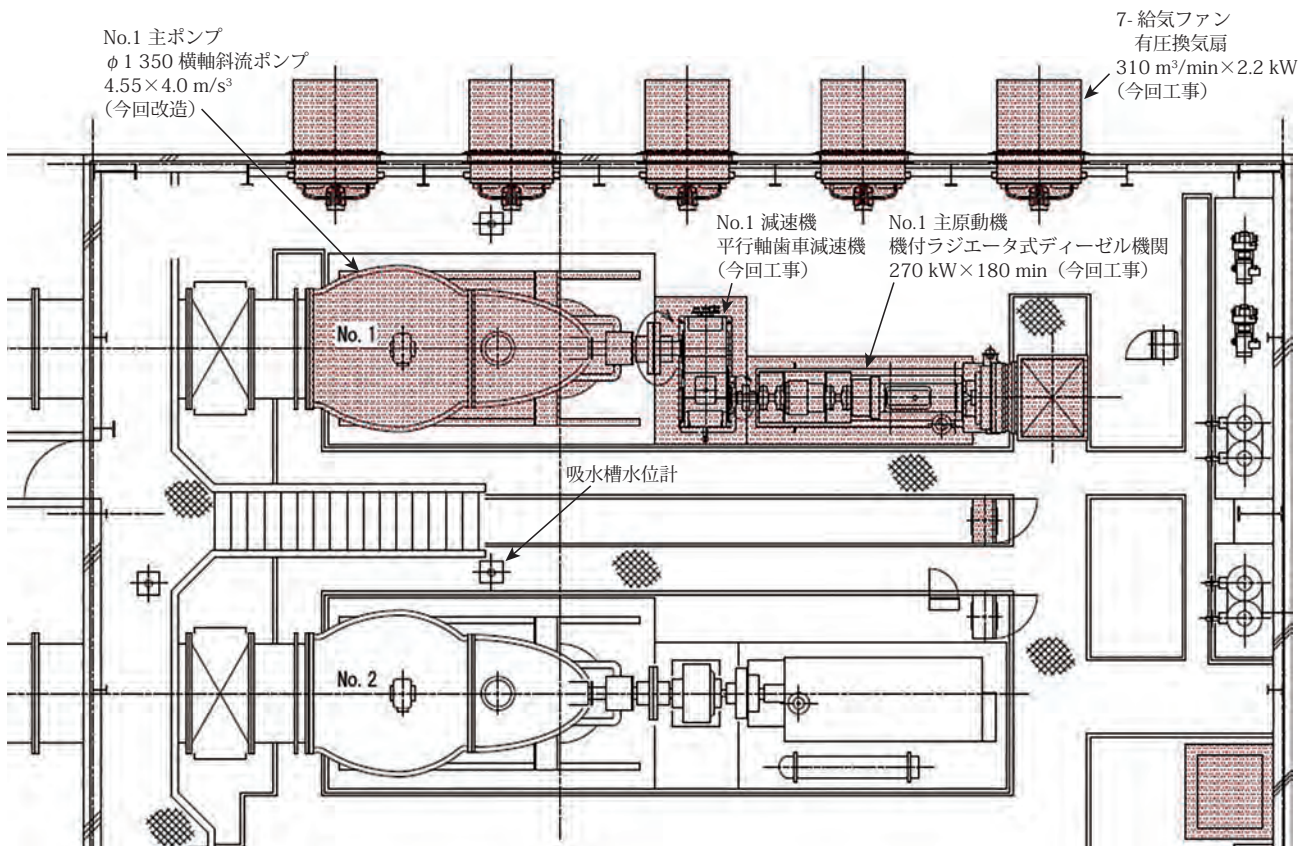 No.1 主ポンプ
φ1 350 横軸斜流ポンプ
4.55×4.0 m/s³
（今回改造）
7- 給気ファン
有圧換気扇
310 m³/min×2.2 kW
（今回工事）
No.1 減速機
平行軸歯車減速機
（今回工事）
No.1 主原動機
機付ラジエータ式ディーゼル機関
270 kW×180 min（今回工事）
No. 1
吸水槽水位計
No. 2